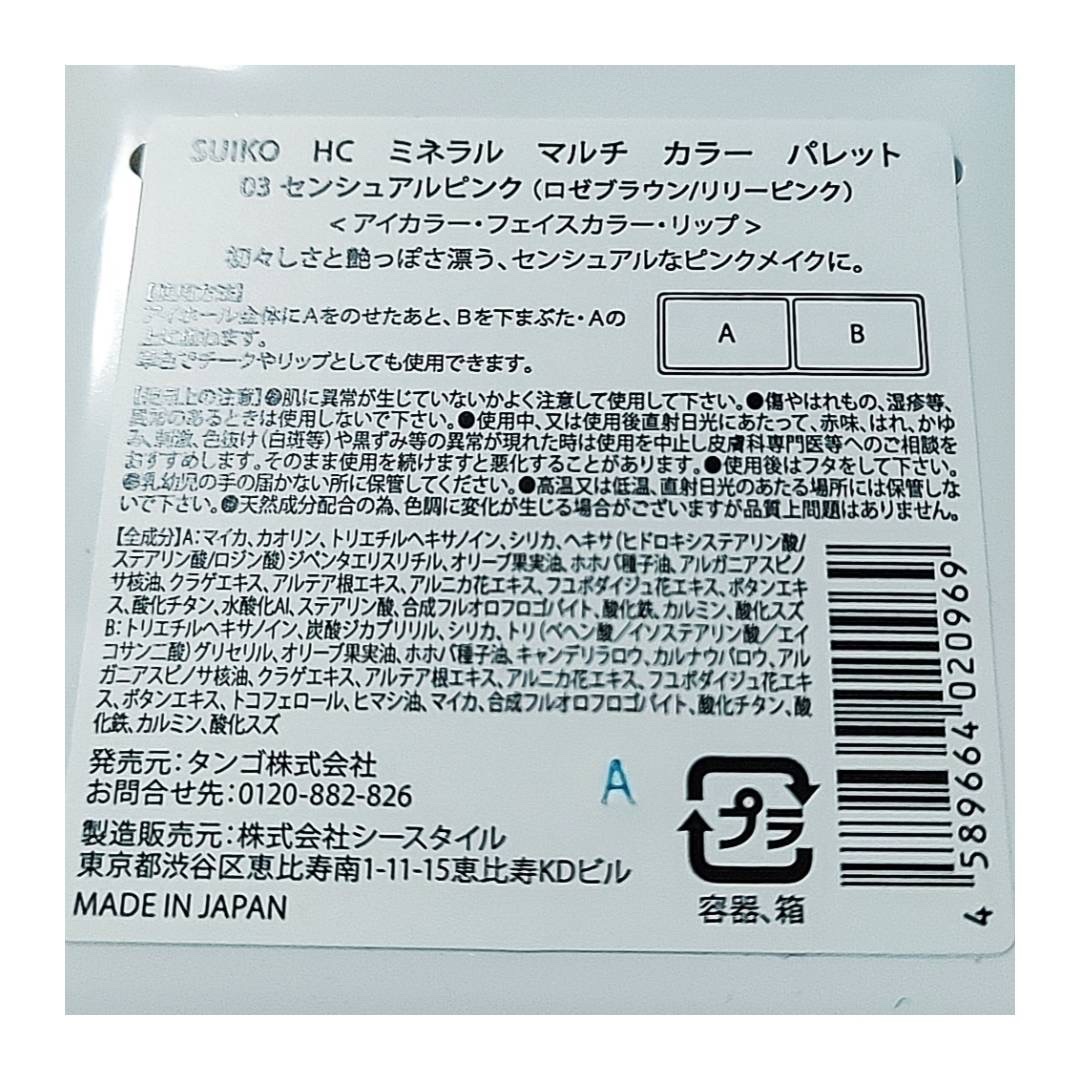 SUIKO HC ミネラル マルチ カラー パレット
03 センシュアルピンク (ロゼブラウン/リリーピンク)
< アイカラー・フェイスカラー・リップ >
初々しさと艶っぽさ漂う、センシュアルなピンクメイクに。
【使用方法】
アイホール全体にAをのせたあと、Bを下まぶた・Aの
上に重ねます。
単色でチークやリップとしても使用できます。
A B
【使用上の注意】●肌に異常が生じていないかよく注意して使用して下さい。●傷やはれもの、湿疹等、
異常のあるときは使用しないで下さい。●使用中、又は使用後直射日光にあたって、赤味、はれ、かゆ
み、刺激、色抜け(白斑等)や黒ずみ等の異常が現れた時は使用を中止し皮膚科専門医等へのご相談を
おすすめします。そのまま使用を続けますと悪化することがあります。●使用後はフタをして下さい。
●乳幼児の手の届かない所に保管してください。●高温又は低温、直射日光のあたる場所には保管しな
いで下さい。●天然成分配合の為、色調に変化が生じる場合がございますが品質上問題はありません。
【全成分】A:マイカ、カオリン、トリエチルヘキサノイン、シリカ、ヘキサ(ヒドロキシステアリン酸/
ステアリン酸/ロジン酸)ジペンタエリスリチル、オリーブ果実油、ホホバ種子油、アルガニアスピノ
サ核油、クラゲエキス、アルテア根エキス、アルニカ花エキス、フユボダイジュ花エキス、ボタンエキ
ス、酸化チタン、水酸化Al、ステアリン酸、合成フルオロフロゴパイト、酸化鉄、カルミン、酸化スズ
B:トリエチルヘキサノイン、炭酸ジカプリリル、シリカ、トリ(ベヘン酸/イソステアリン酸/エイ
コサン二酸)グリセリル、オリーブ果実油、ホホバ種子油、キャンデリラロウ、カルナウバロウ、アル
ガニアスピノサ核油、クラゲエキス、アルテア根エキス、アルニカ花エキス、フユボダイジュ花エキ
ス、ボタンエキス、トコフェロール、ヒマシ油、マイカ、合成フルオロフロゴパイト、酸化チタン、酸
化鉄、カルミン、酸化スズ
発売元:タンゴ株式会社
お問合せ先:0120-882-826
製造販売元:株式会社シースタイル
東京都渋谷区恵比寿南1-11-15恵比寿KDビル
MADE IN JAPAN
A
プラ
容器、箱
4 589664 020969